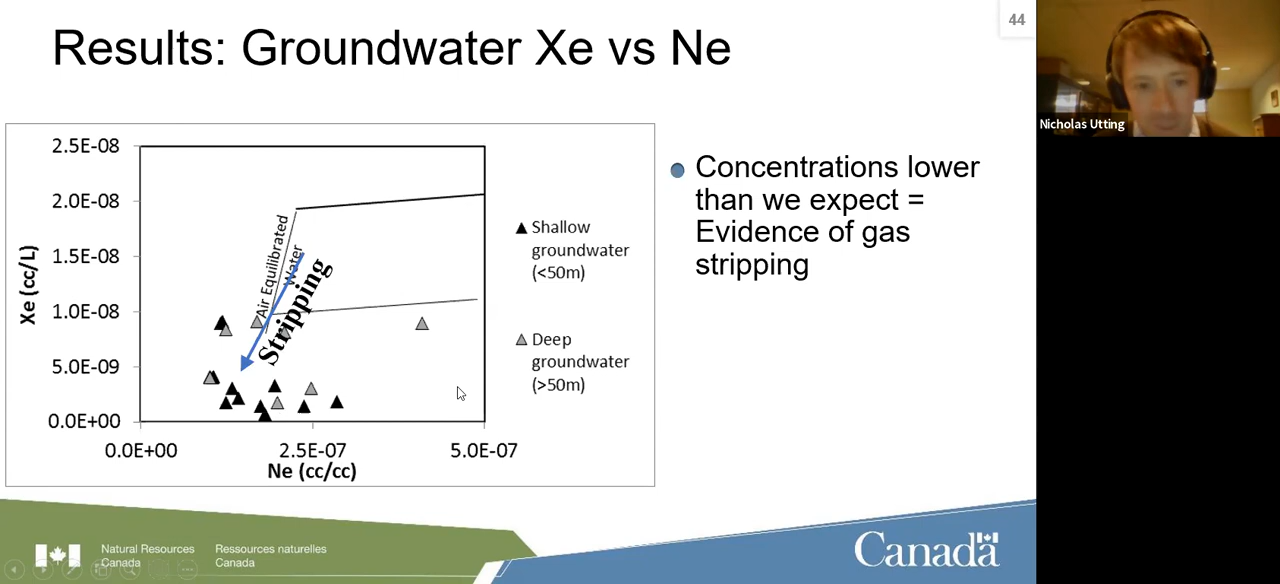 44
Results: Groundwater Xe vs Ne
Nicholas Utting
2.5E-08
2.0E-08
1.5E-08
1.0E-08
5.0E-09
0.0E+00
Xe (cc/L)
Air Equilibrated
Water
Stripping
0.0E+00
2.5E-07
5.0E-07
Ne (cc/cc)
Shallow
groundwater
(<50m)
Deep
groundwater
(>50m)
Concentrations lower
than we expect =
Evidence of gas
stripping
Natural Resources
Canada
Ressources naturelles
Canada
Canada